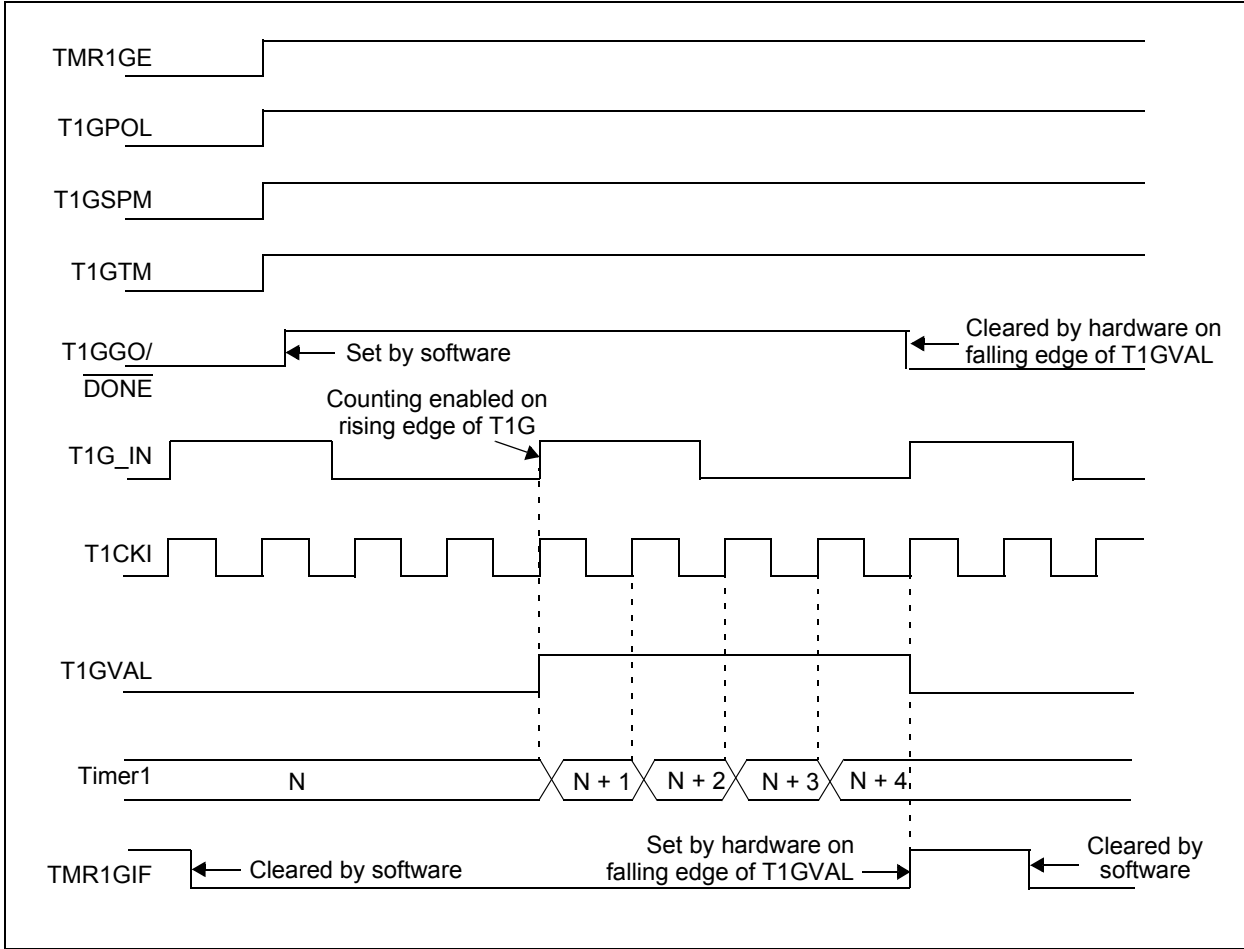 TMR1GE
T1GPOL
T1GSPM
T1GTM
T1GGO/
DONE
Set by software
Cleared by hardware on
falling edge of T1GVAL
Counting enabled on
rising edge of T1G
T1G_IN
T1CKI
T1GVAL
Timer1
N
N + 1
N + 2
N + 3
N + 4
TMR1GIF
Cleared by software
Set by hardware on
falling edge of T1GVAL
Cleared by
software